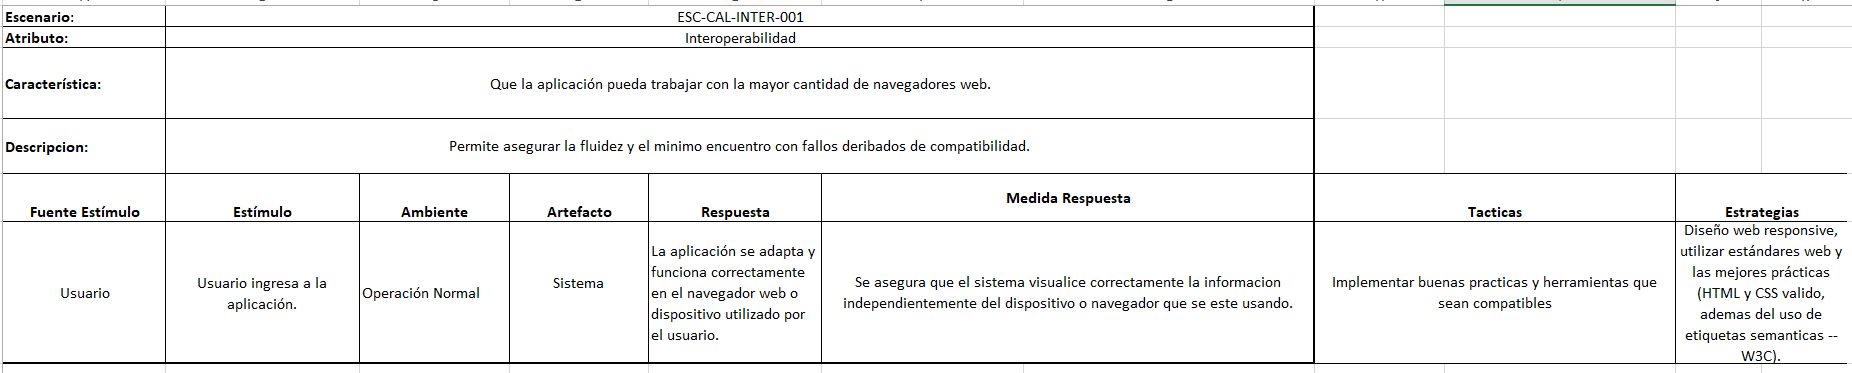 Escenario:
ESC-CAL-INTER-001
Atributo:
Interoperabilidad
Característica:
Que la aplicación pueda trabajar con la mayor cantidad de navegadores web.
Descripcion:
Permite asegurar la fluidez y el minimo encuentro con fallos deribados de compatibilidad.
Fuente Estímulo
Estímulo
Ambiente
Artefacto
Respuesta
Medida Respuesta
Tacticas
Estrategias
Usuario
Usuario ingresa a la
aplicación.
Operación Normal
Sistema
La aplicación se adapta y
funciona correctamente
en el navegador web o
dispositivo utilizado por
el usuario.
Se asegura que el sistema visualice correctamente la informacion
independientemente del dispositivo o navegador que se este usando.
Implementar buenas practicas y herramientas que
sean compatibles
Diseño web responsive,
utilizar estándares web y
las mejores prácticas
(HTML y CSS valido,
ademas del uso de
etiquetas semanticas --
W3C).